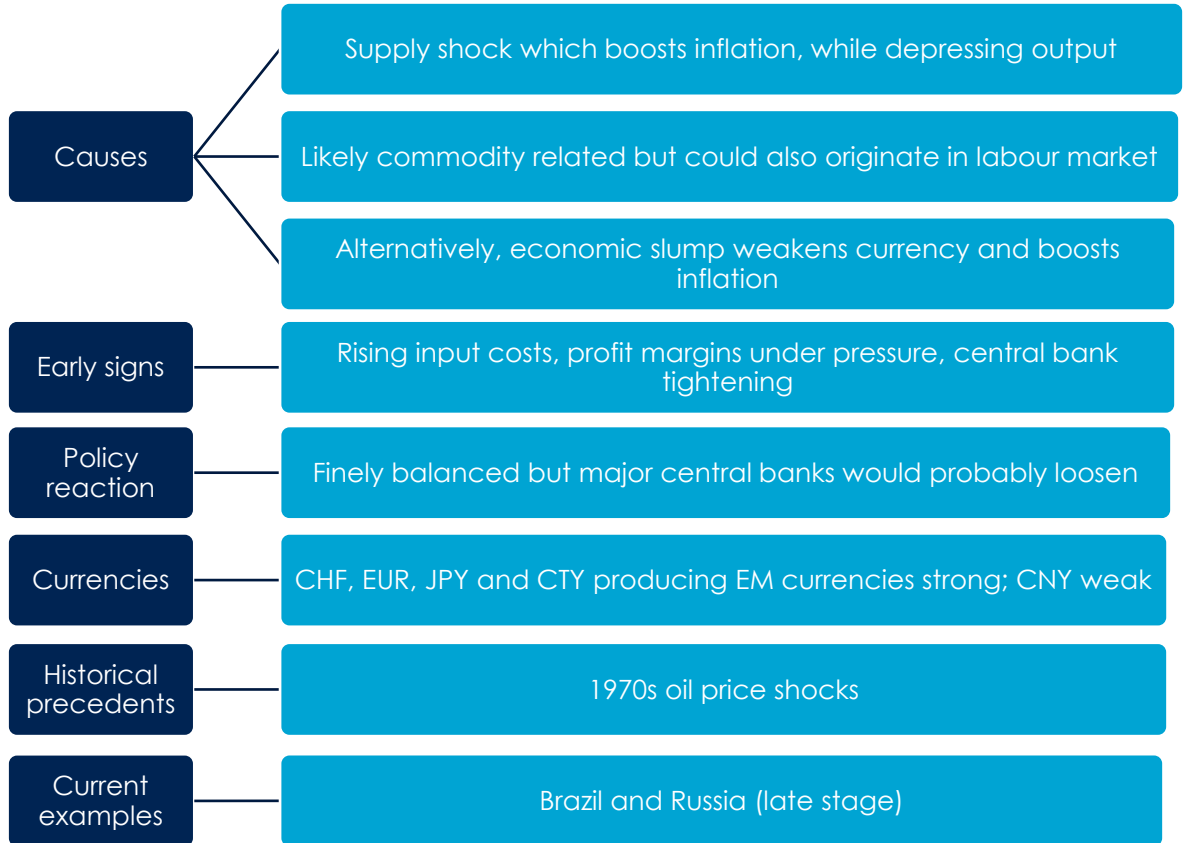 Causes
Supply shock which boosts inflation, while depressing output
Likely commodity related but could also originate in labour market
Alternatively, economic slump weakens currency and boosts
inflation
Early signs
Rising input costs, profit margins under pressure, central bank
tightening
Policy
reaction
Finely balanced but major central banks would probably loosen
Currencies
CHF, EUR, JPY and CTY producing EM currencies strong; CNY weak
Historical
precedents
1970s oil price shocks
Current
examples
Brazil and Russia (late stage)